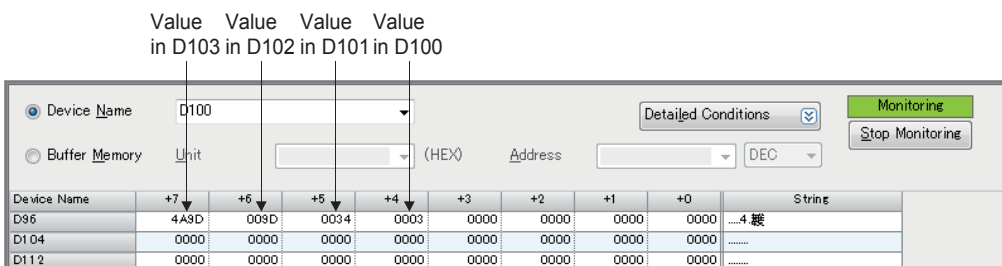 Value Value Value Value
in D103 in D102 in D101 in D100
Device Name D100 Detailed Conditions Monitoring
Stop Monitoring
Buffer Memory Unit (HEX) Address DEC
Device Name +7 +6 +5 +4 +3 +2 +1 +0 String
D96 4A9D 009D 0034 0003 0000 0000 0000 0000 ....4.
D104 0000 0000 0000 0000 0000 0000 0000 0000 ........
D112 0000 0000 0000 0000 0000 0000 0000 0000 ........